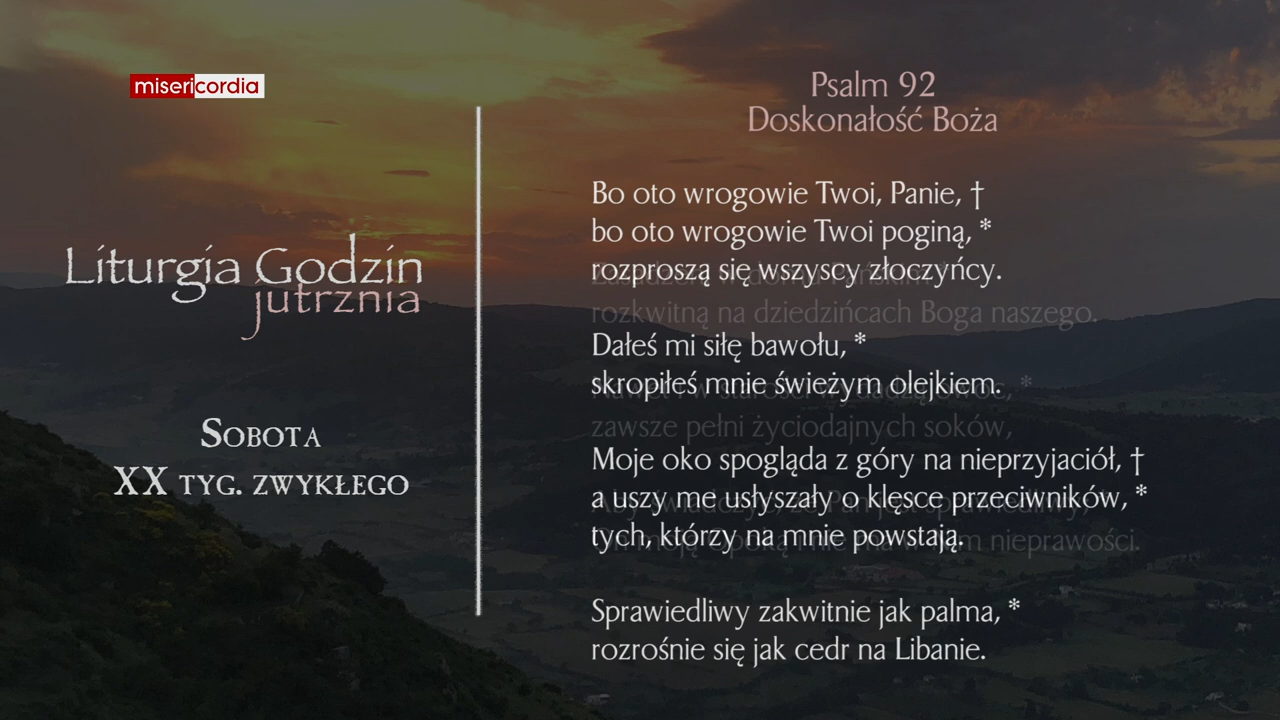 misericordia
Liturgia Godzin
jutrznia
Sobota
XX tyg. zwykłego
Psalm 92
Doskonałość Boża
Bo oto wrogowie Twoi, Panie, †
bo oto wrogowie Twoi poginą, *
rozproszą się wszyscy złoczyńcy.
rozkwitną na dziedzińcach Boga naszego.
Dałeś mi siłę bawołu, *
skropiłeś mnie świeżym olejkiem.
zawsze pełni życiodajnych soków,
Moje oko spogląda z góry na nieprzyjaciół, †
a uszy me usłyszały o klęsce przeciwników, *
tych, którzy na mnie powstają.
nieprawości.
Sprawiedliwy zakwitnie jak palma, *
rozrośnie się jak cedr na Libanie.